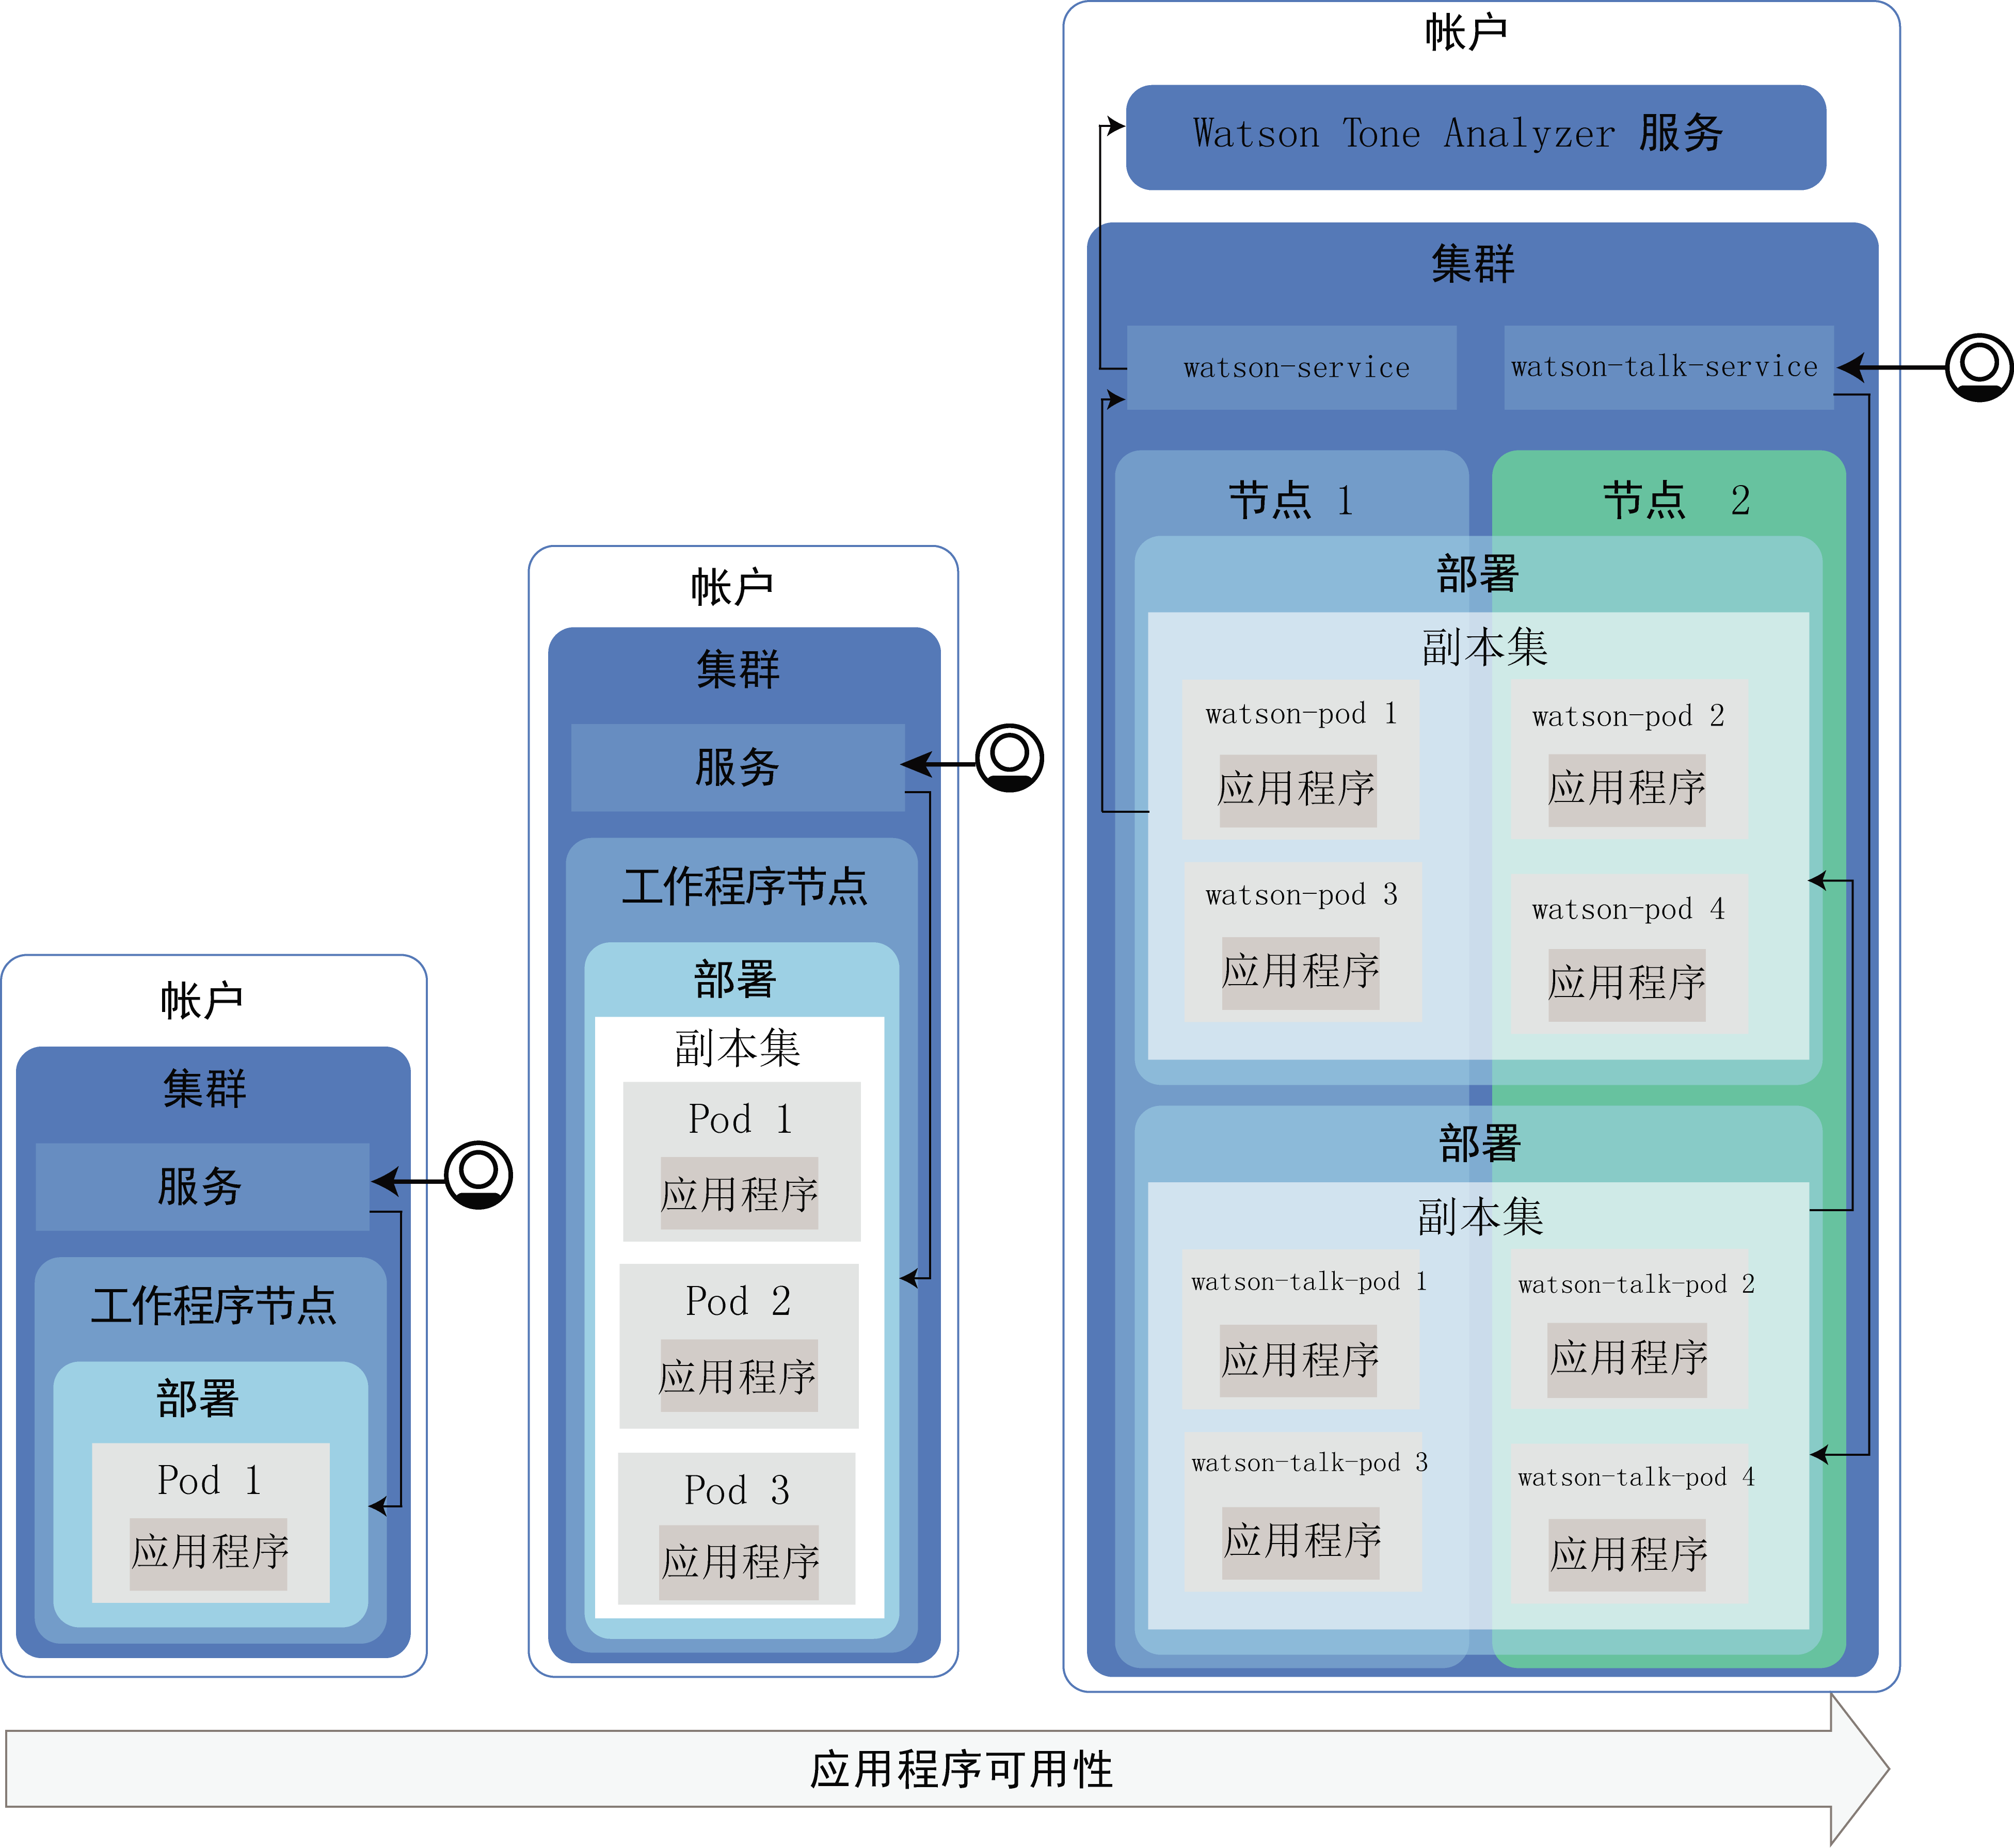 帐户
集群
服务
工作程序节点
部署
Pod 1
应用程序
帐户
集群
服务
工作程序节点
部署
副本集
Pod 1
应用程序
Pod 2
应用程序
Pod 3
应用程序
帐户
Watson Tone Analyzer 服务
集群
watson-service
watson-talk-service
节点 1
节点 2
部署
副本集
watson-pod 1
应用程序
watson-pod 2
应用程序
watson-pod 3
应用程序
watson-pod 4
应用程序
部署
副本集
watson-talk-pod 1
应用程序
watson-talk-pod 2
应用程序
watson-talk-pod 3
应用程序
watson-talk-pod 4
应用程序
应用程序可用性